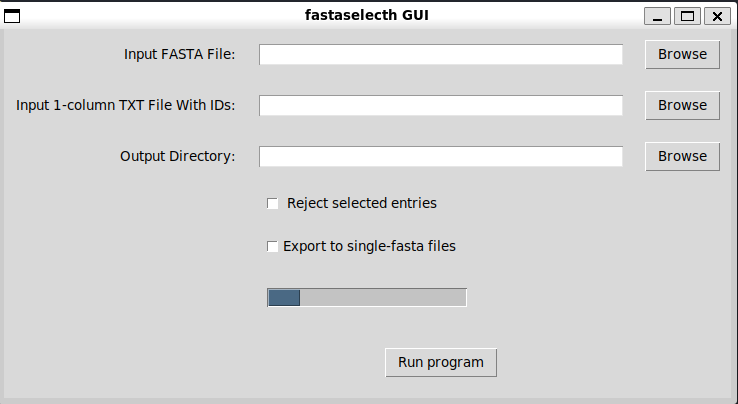 fastaselecth GUI
Input FASTA File: Browse
Input 1-column TXT File With IDs: Browse
Output Directory: Browse
Reject selected entries
Export to single-fasta files
Run program